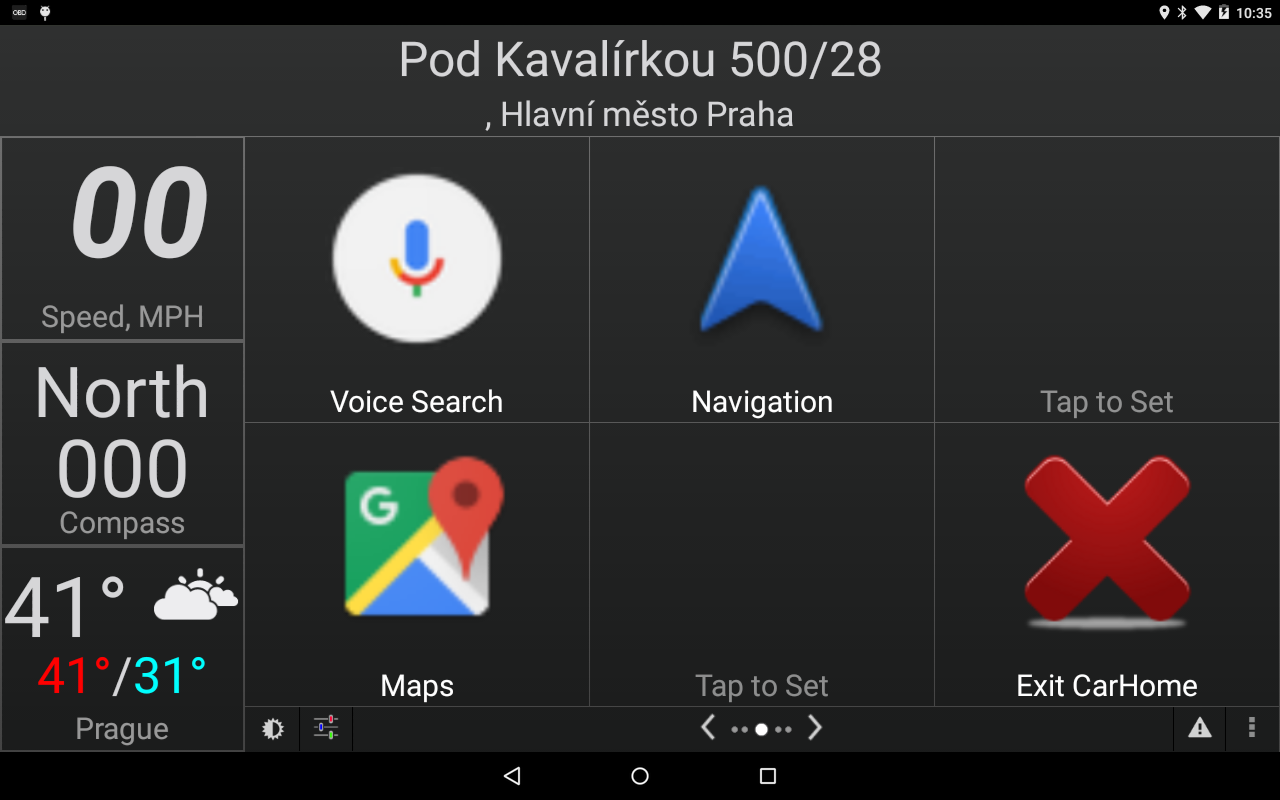 OBD
10:35
Pod Kavalírkou 500/28
, Hlavní město Praha
00
Speed, MPH
North
000
Compass
41°
41°/31°
Prague
Voice Search
Navigation
Tap to Set
G
Maps
Tap to Set
Exit CarHome